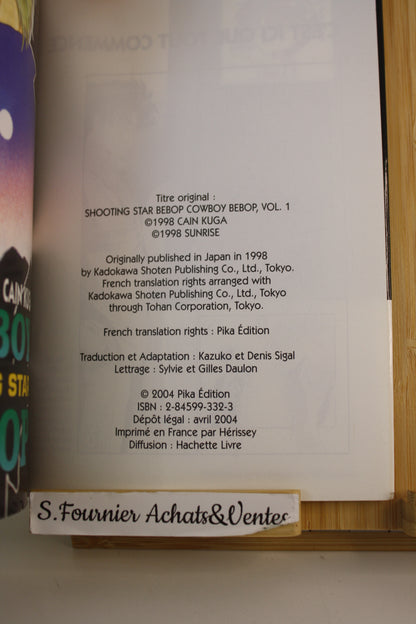 Titre original :
SHOOTING STAR BEBOP COWBOY BEBOP, VOL. 1
©1998 CAIN KUGA
©1998 SUNRISE
Originally published in Japan in 1998
by Kadokawa Shoten Publishing Co., Ltd., Tokyo.
French translation rights arranged with
Kadokawa Shoten Publishing Co., Ltd., Tokyo
through Tohan Corporation, Tokyo.
French translation rights : Pika Édition
Traduction et Adaptation : Kazuko et Denis Sigal
Lettrage : Sylvie et Gilles Daulon
© 2004 Pika Édition
ISBN : 2-84599-332-3
Dépôt légal : avril 2004
Imprimé en France par Hérissey
Diffusion : Hachette Livre
CAIN KU
BO
G STA
S.Fournier Achats&Ventes